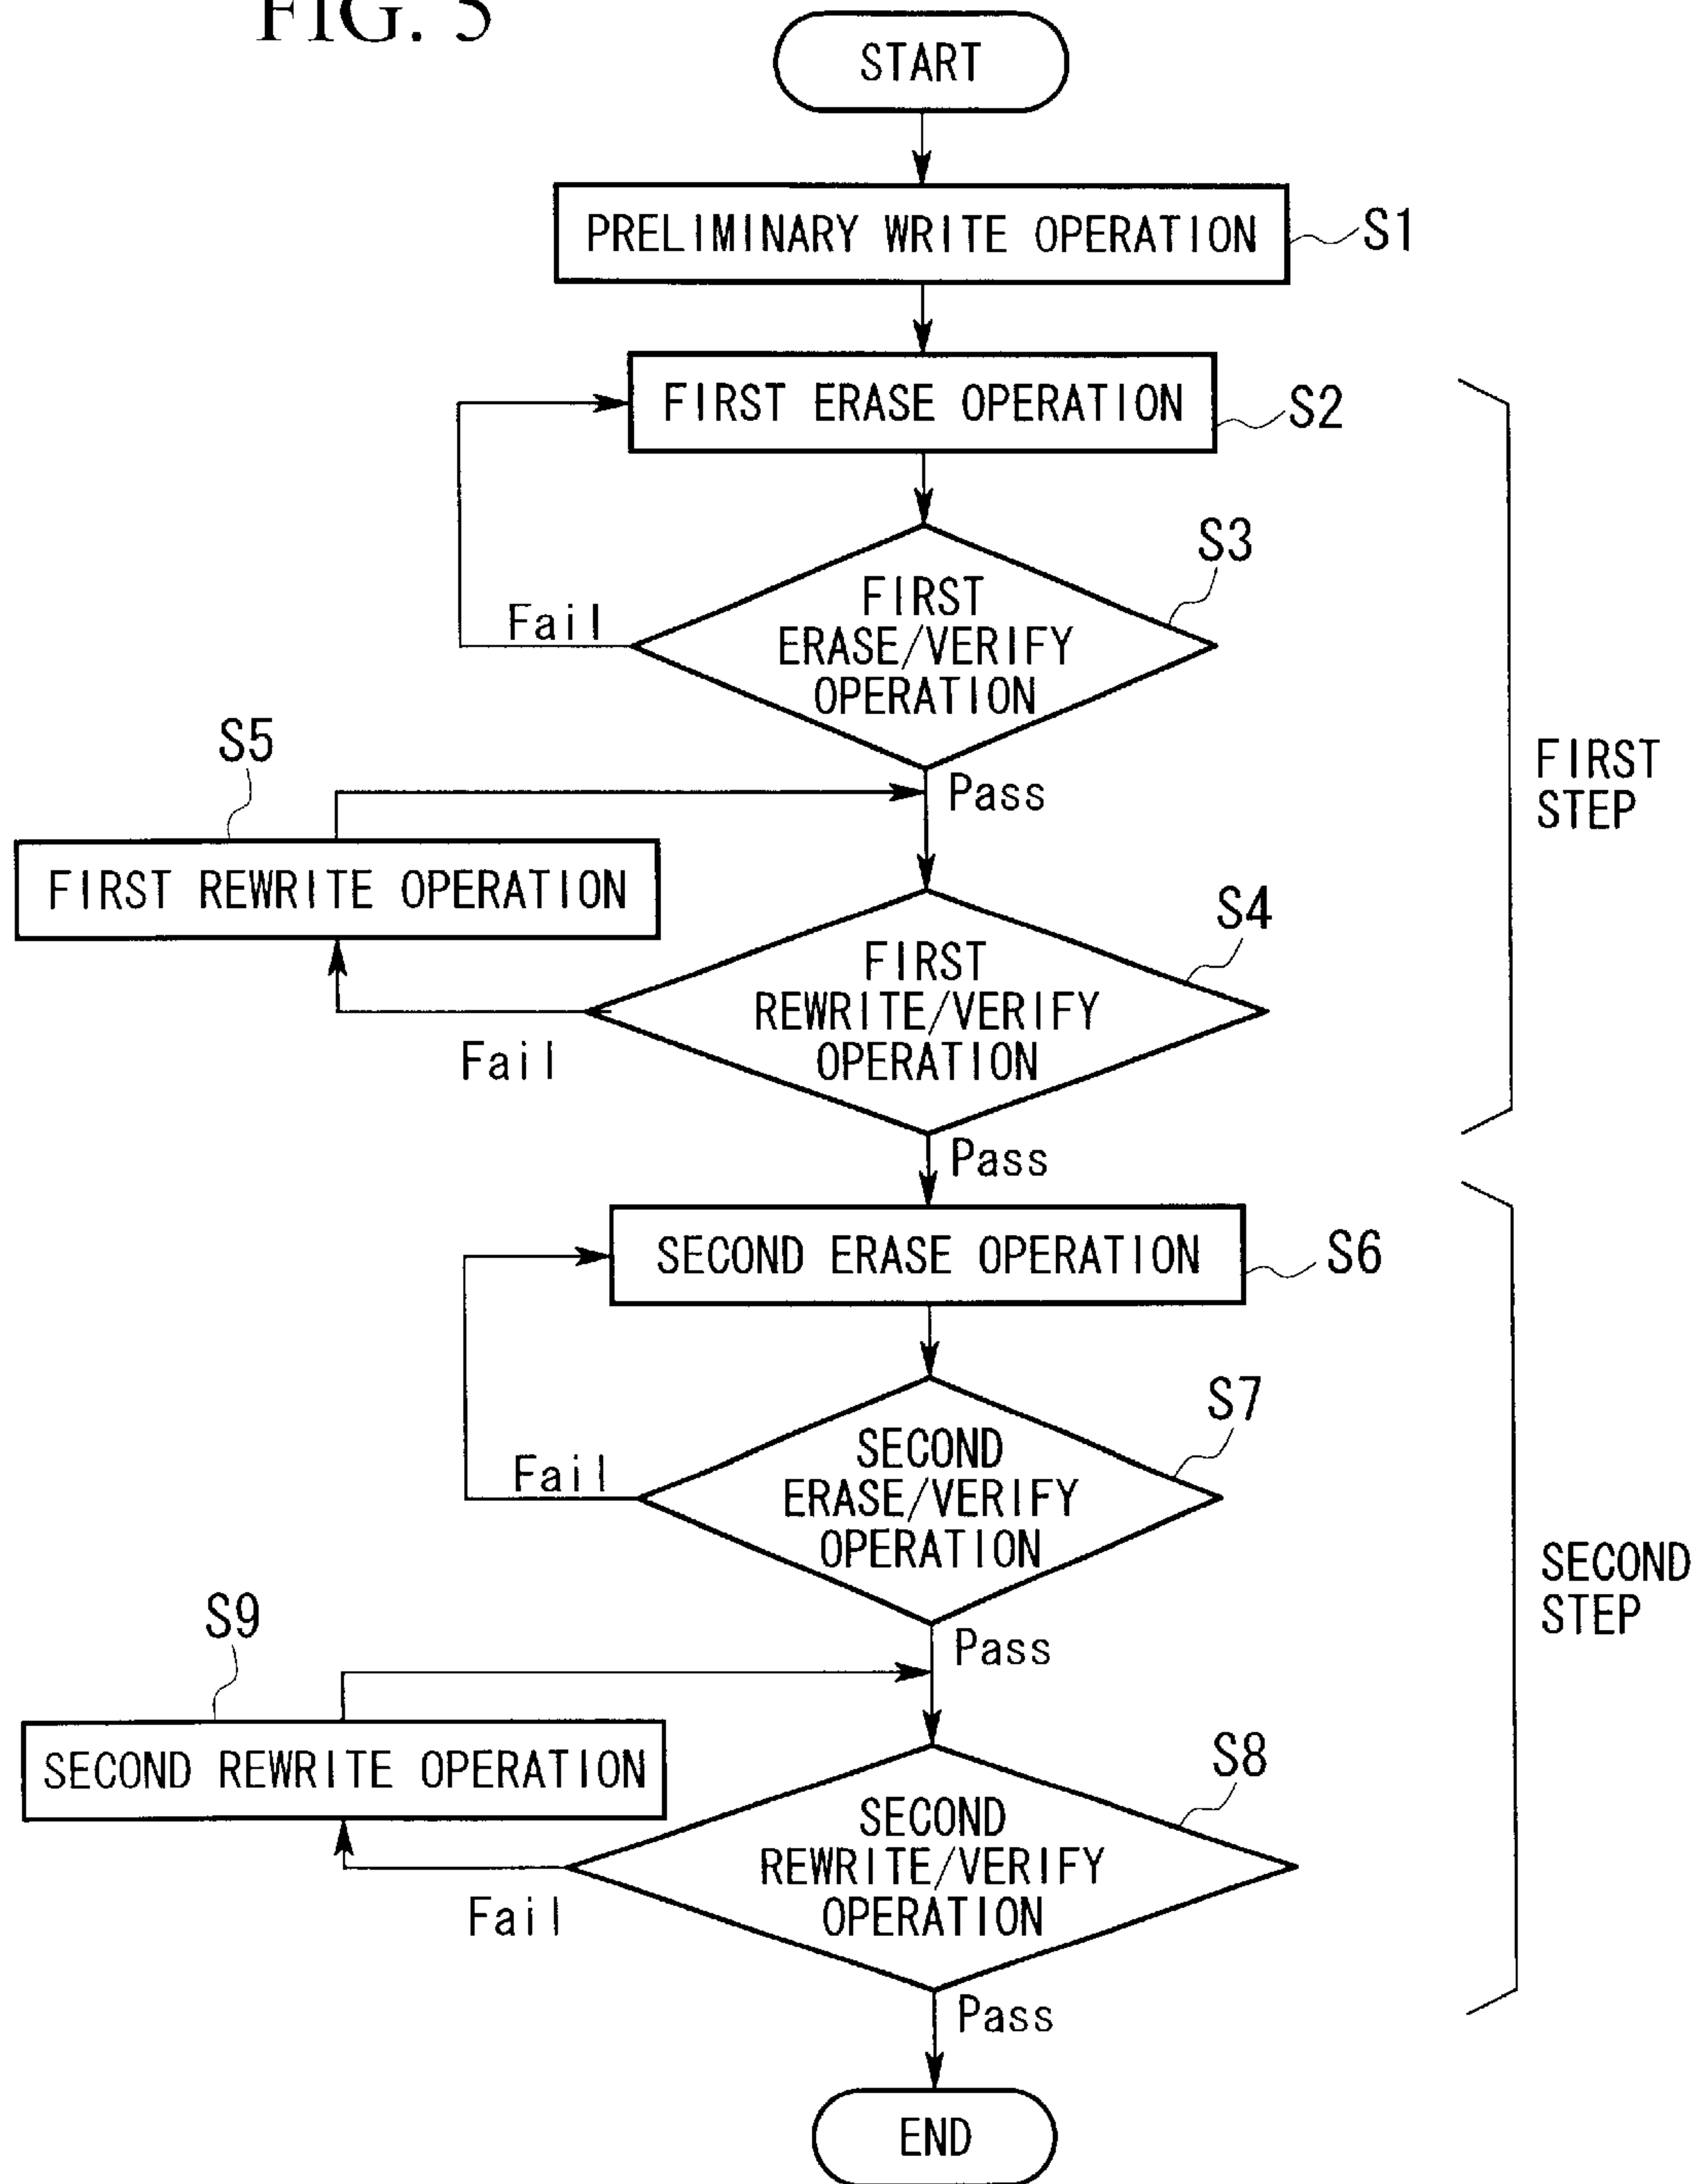 FIG. 5
START
PRELIMINARY WRITE OPERATION
S1
FIRST ERASE OPERATION
S2
S3
FIRST
ERASE/VERIFY
OPERATION
Fail
Pass
S5
FIRST REWRITE OPERATION
S4
FIRST
REWRITE/VERIFY
OPERATION
Fail
Pass
FIRST
STEP
SECOND ERASE OPERATION
S6
S7
SECOND
ERASE/VERIFY
OPERATION
Fail
Pass
S9
SECOND REWRITE OPERATION
S8
SECOND
REWRITE/VERIFY
OPERATION
Fail
Pass
SECOND
STEP
END